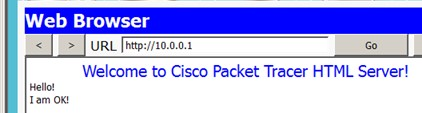 Web Browser
< > URL http://10.0.0.1 Go
Welcome to Cisco Packet Tracer HTML Server!
Hello!
I am OK!